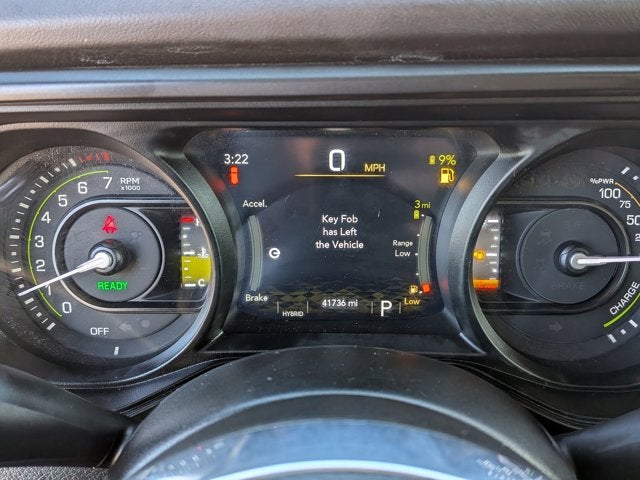 7 RPM
x1000
6
5
4
3
2
1
0
READY
OFF
H
C
3:22
0 MPH
9%
Accel.
3 mi
Key Fob
has Left
the Vehicle
Range
Low
Brake
41736 mi
Low
HYBRID
P
%PWR
100
75
50
BRAKE
CHARGE